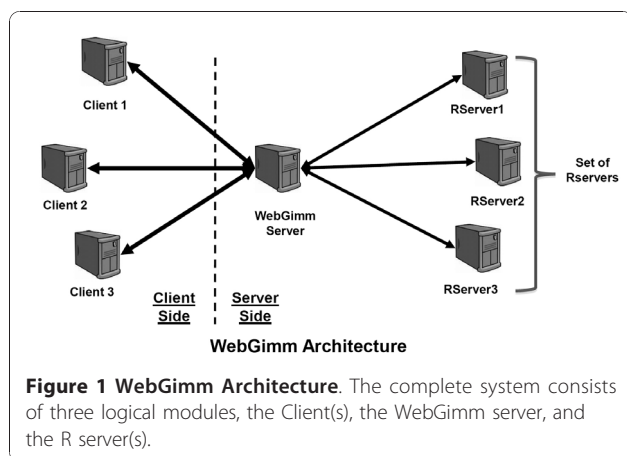 Client 1
Client 2
Client 3
Client
Side
Server
Side
WebGimm
Server
RServer1
RServer2
RServer3
Set of
Rservers
WebGimm Architecture
Figure 1 WebGimm Architecture. The complete system consists
of three logical modules, the Client(s), the WebGimm server, and
the R server(s).